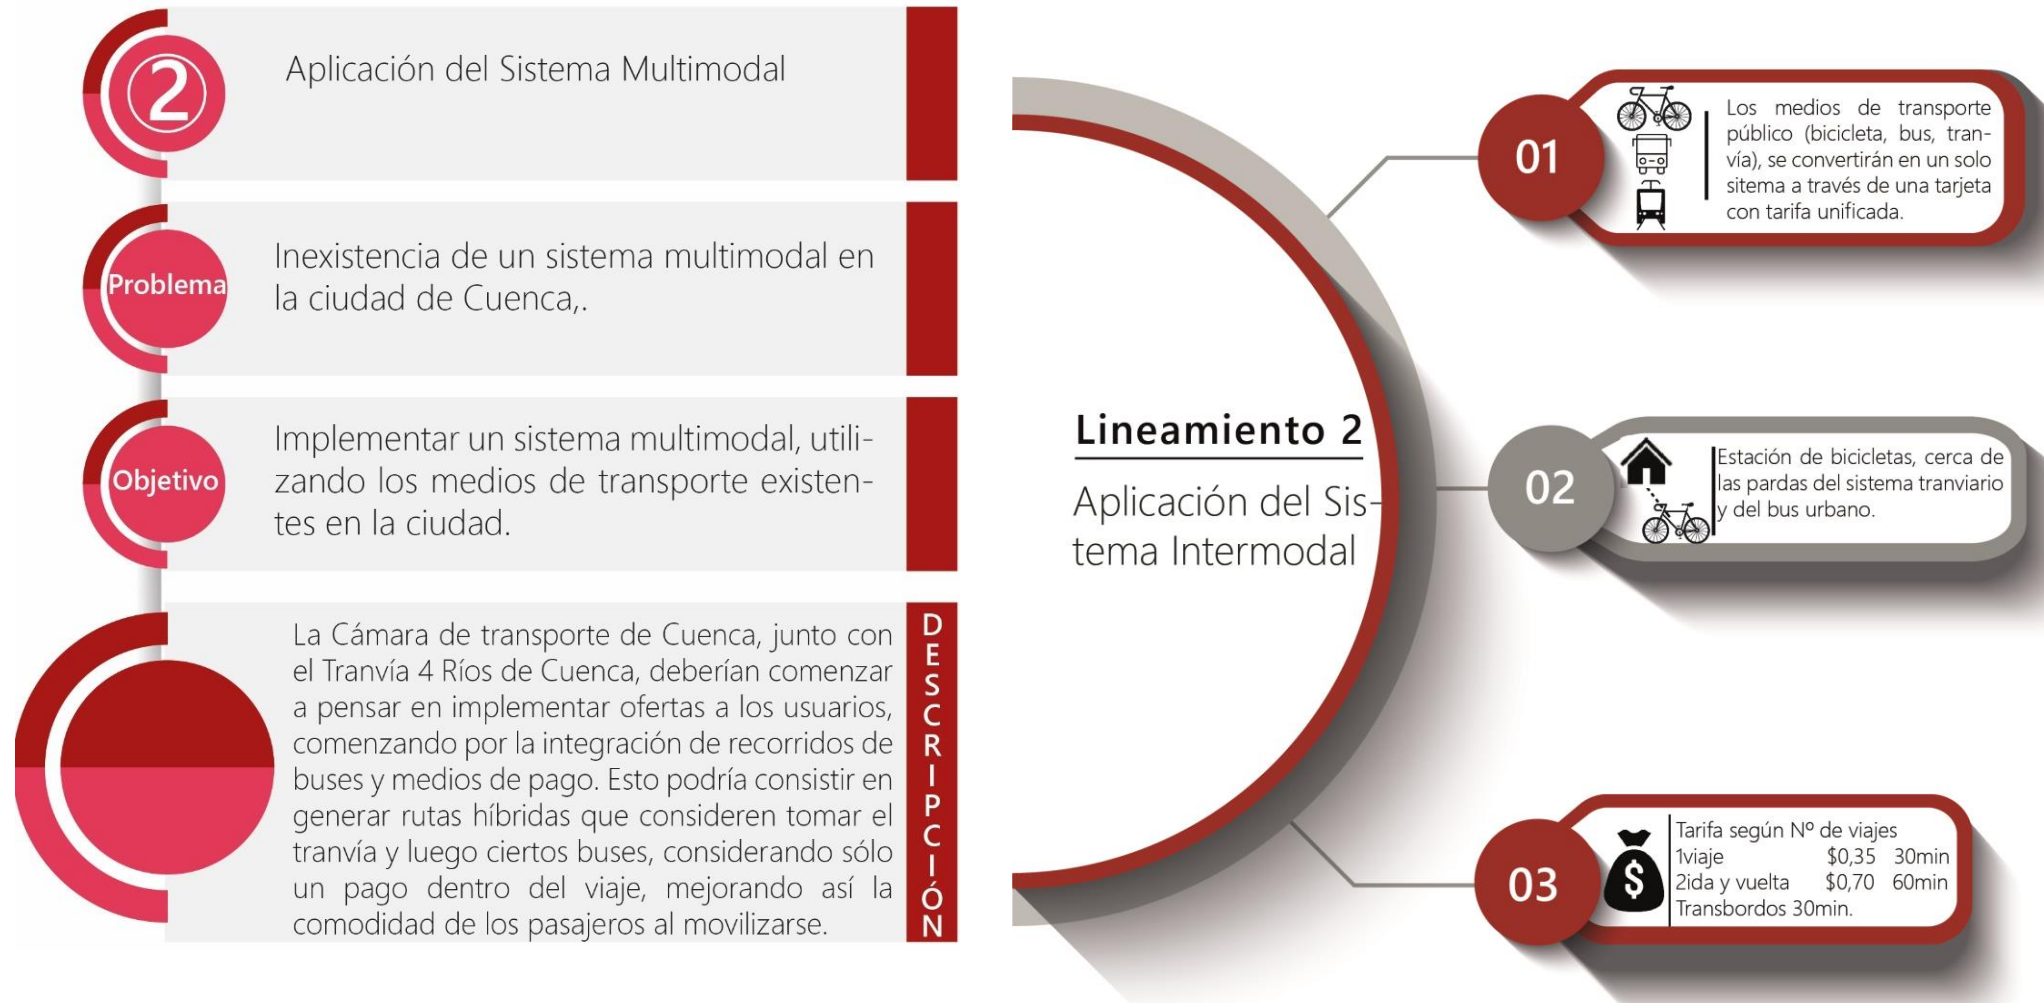 2
Aplicación del Sistema Multimodal
Problema
Inexistencia de un sistema multimodal en
la ciudad de Cuenca,.
Objetivo
Implementar un sistema multimodal, utili-
zando los medios de transporte existen-
tes en la ciudad.
La Cámara de transporte de Cuenca, junto con
el Tranvía 4 Ríos de Cuenca, deberían comenzar
a pensar en implementar ofertas a los usuarios,
comenzando por la integración de recorridos de
buses y medios de pago. Esto podría consistir en
generar rutas híbridas que consideren tomar el
tranvía y luego ciertos buses, considerando sólo
un pago dentro del viaje, mejorando así la
comodidad de los pasajeros al movilizarse.
DESCRIPCIÓN
Lineamiento 2
Aplicación del Sis-
tema Intermodal
01
Los medios de transporte
público (bicicleta, bus, tran-
vía), se convertirán en un solo
sitema a través de una tarjeta
con tarifa unificada.
02
Estación de bicicletas, cerca de
las pardas del sistema tranviario
y del bus urbano.
03
$
Tarifa según Nº de viajes
1viaje $0,35 30min
2ida y vuelta $0,70 60min
Transbordos 30min.